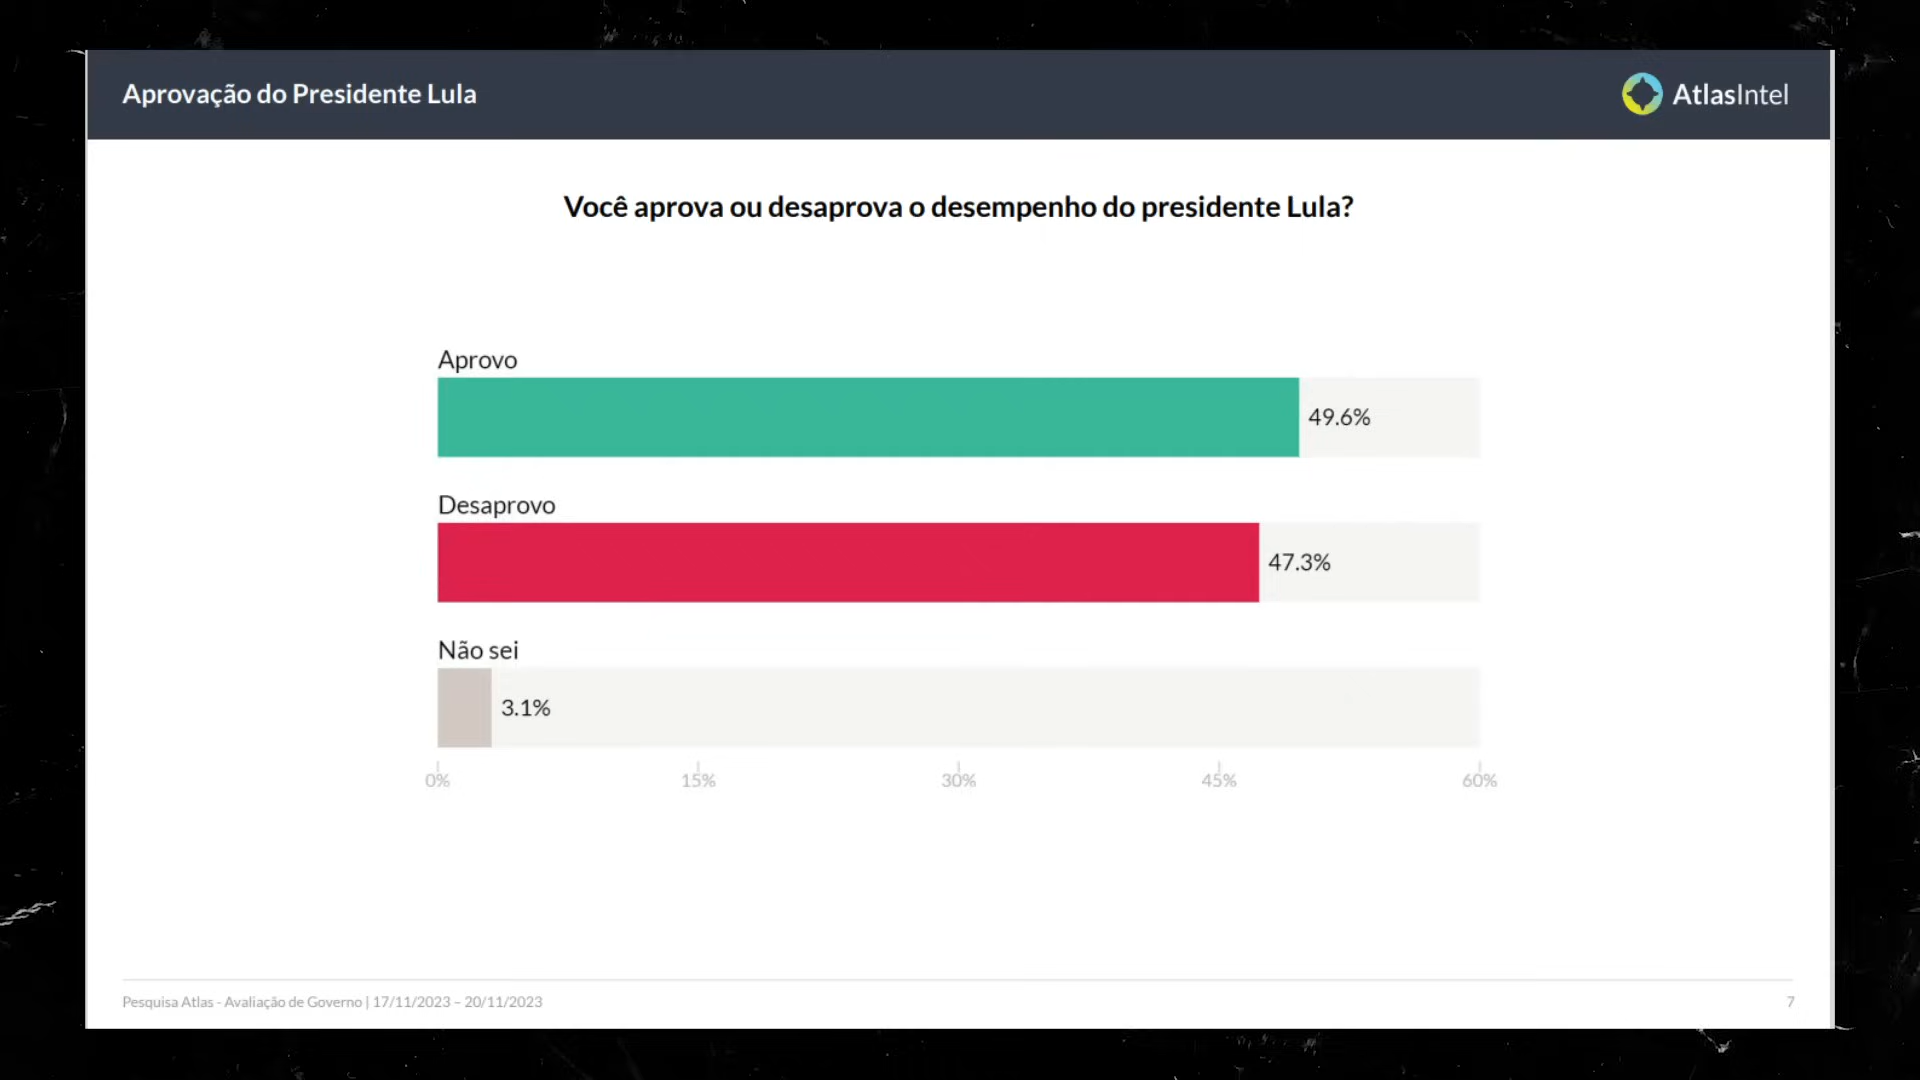 Aprovação do Presidente Lula
AtlasIntel
Você aprova ou desaprova o desempenho do presidente Lula?
Aprovo
49.6%
Desaprovo
47.3%
Não sei
3.1%
0% 15% 30% 45% 60%
Pesquisa Atlas - Avaliação de Governo | 17/11/2023 – 20/11/2023
7